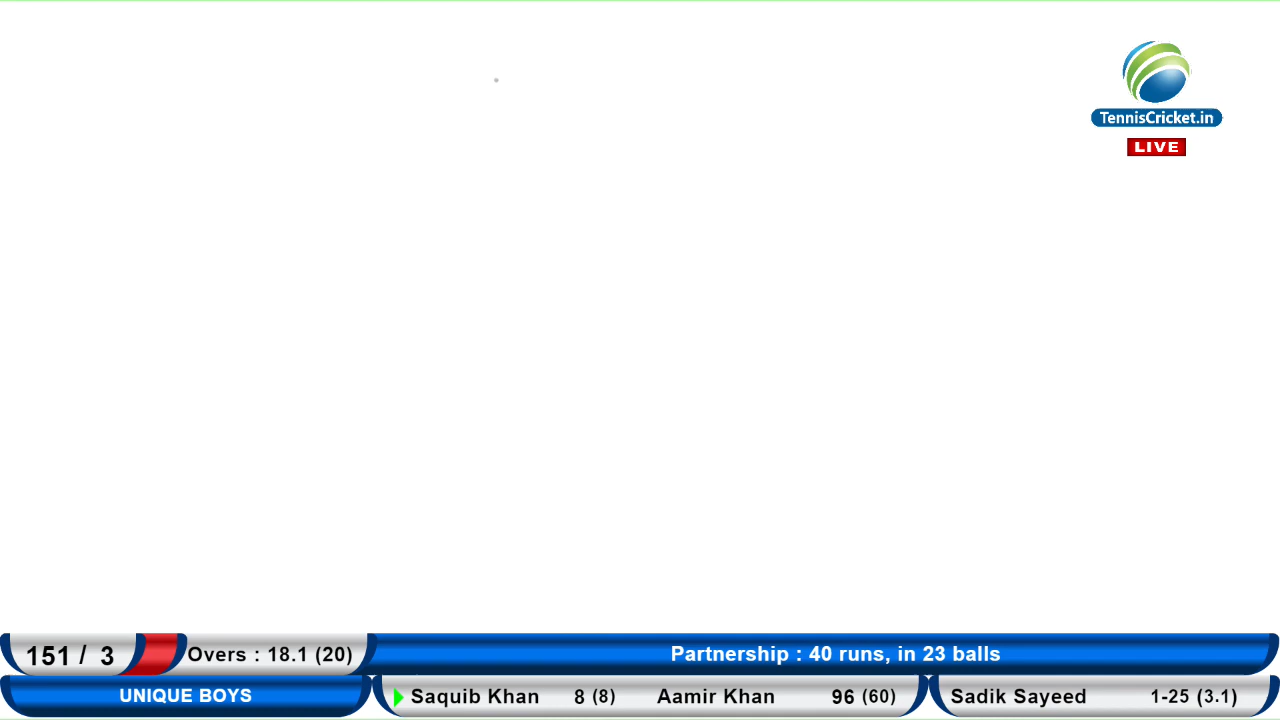 TennisCricket.in
LIVE
151 / 3 Overs : 18.1 (20) Partnership : 40 runs, in 23 balls
UNIQUE BOYS Saquib Khan 8 (8) Aamir Khan 96 (60) Sadik Sayeed 1-25 (3.1)